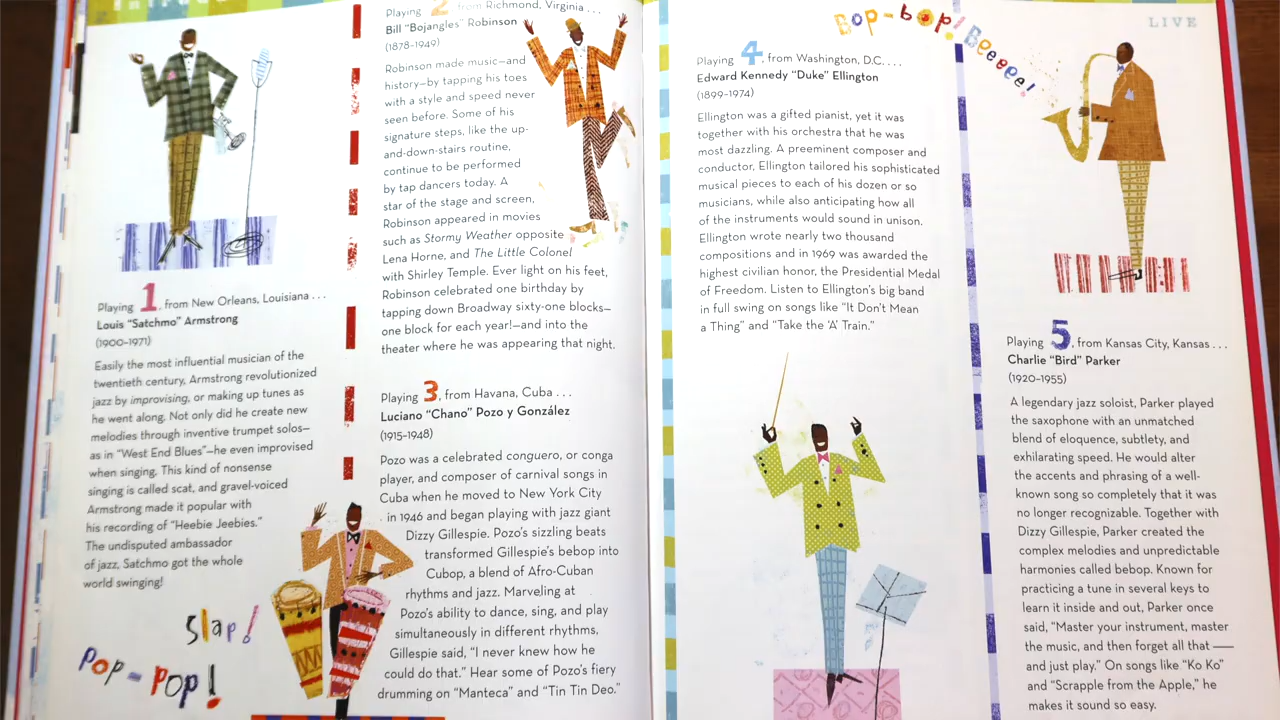 Playing 1, from New Orleans, Louisiana . . .
Louis “Satchmo” Armstrong
(1900–1971)
Easily the most influential musician of the
twentieth century, Armstrong revolutionized
jazz by improvising, or making up tunes as
he went along. Not only did he create new
melodies through inventive trumpet solos—
as in “West End Blues”—he even improvised
when singing. This kind of nonsense
singing is called scat, and gravel-voiced
Armstrong made it popular with
his recording of “Heebie Jeebies.”
The undisputed ambassador
of jazz, Satchmo got the whole
world swinging!
Slap!
Pop-Pop!
Playing 2 from Richmond, Virginia . . .
Bill “Bojangles” Robinson
(1878–1949)
Robinson made music—and
history—by tapping his toes
with a style and speed never
seen before. Some of his
signature steps, like the up-
and-down-stairs routine,
continue to be performed
by tap dancers today. A
star of the stage and screen,
Robinson appeared in movies
such as Stormy Weather opposite
Lena Horne, and The Little Colonel
with Shirley Temple. Ever light on his feet,
Robinson celebrated one birthday by
tapping down Broadway sixty-one blocks—
one block for each year!—and into the
theater where he was appearing that night.
Playing 3, from Havana, Cuba . . .
Luciano “Chano” Pozo y González
(1915–1948)
Pozo was a celebrated conguero, or conga
player, and composer of carnival songs in
Cuba when he moved to New York City
in 1946 and began playing with jazz giant
Dizzy Gillespie. Pozo’s sizzling beats
transformed Gillespie’s bebop into
Cubop, a blend of Afro-Cuban
rhythms and jazz. Marveling at
Pozo’s ability to dance, sing, and play
simultaneously in different rhythms,
Gillespie said, “I never knew how he
could do that.” Hear some of Pozo’s fiery
drumming on “Manteca” and “Tin Tin Deo.”
Playing 4, from Washington, D.C. . . .
Edward Kennedy “Duke” Ellington
(1899–1974)
Ellington was a gifted pianist, yet it was
together with his orchestra that he was
most dazzling. A preeminent composer and
conductor, Ellington tailored his sophisticated
musical pieces to each of his dozen or so
musicians, while also anticipating how all
of the instruments would sound in unison.
Ellington wrote nearly two thousand
compositions and in 1969 was awarded the
highest civilian honor, the Presidential Medal
of Freedom. Listen to Ellington’s big band
in full swing on songs like “It Don’t Mean
a Thing” and “Take the ‘A’ Train.”
Bop-bop! Beeeee!
LIVE
Playing 5, from Kansas City, Kansas . . .
Charlie “Bird” Parker
(1920–1955)
A legendary jazz soloist, Parker played
the saxophone with an unmatched
blend of eloquence, subtlety, and
exhilarating speed. He would alter
the accents and phrasing of a well-
known song so completely that it was
no longer recognizable. Together with
Dizzy Gillespie, Parker created the
complex melodies and unpredictable
harmonies called bebop. Known for
practicing a tune in several keys to
learn it inside and out, Parker once
said, “Master your instrument, master
the music, and then forget all that —
and just play.” On songs like “Ko Ko”
and “Scrapple from the Apple,” he
makes it sound so easy.